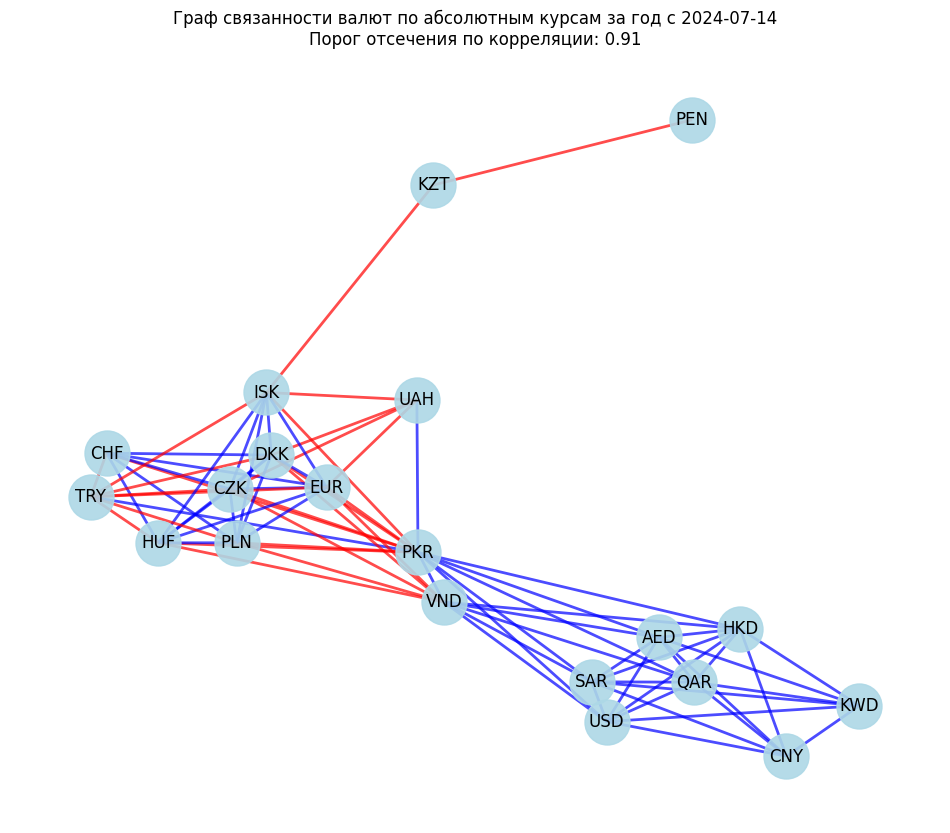 Граф связанности валют по абсолютным курсам за год с 2024-07-14
Порог отсечения по корреляции: 0.91
PEN
KZT
ISK
UAH
CHF
DKK
TRY
CZK
EUR
HUF
PLN
PKR
VND
HKD
AED
SAR
QAR
KWD
USD
CNY